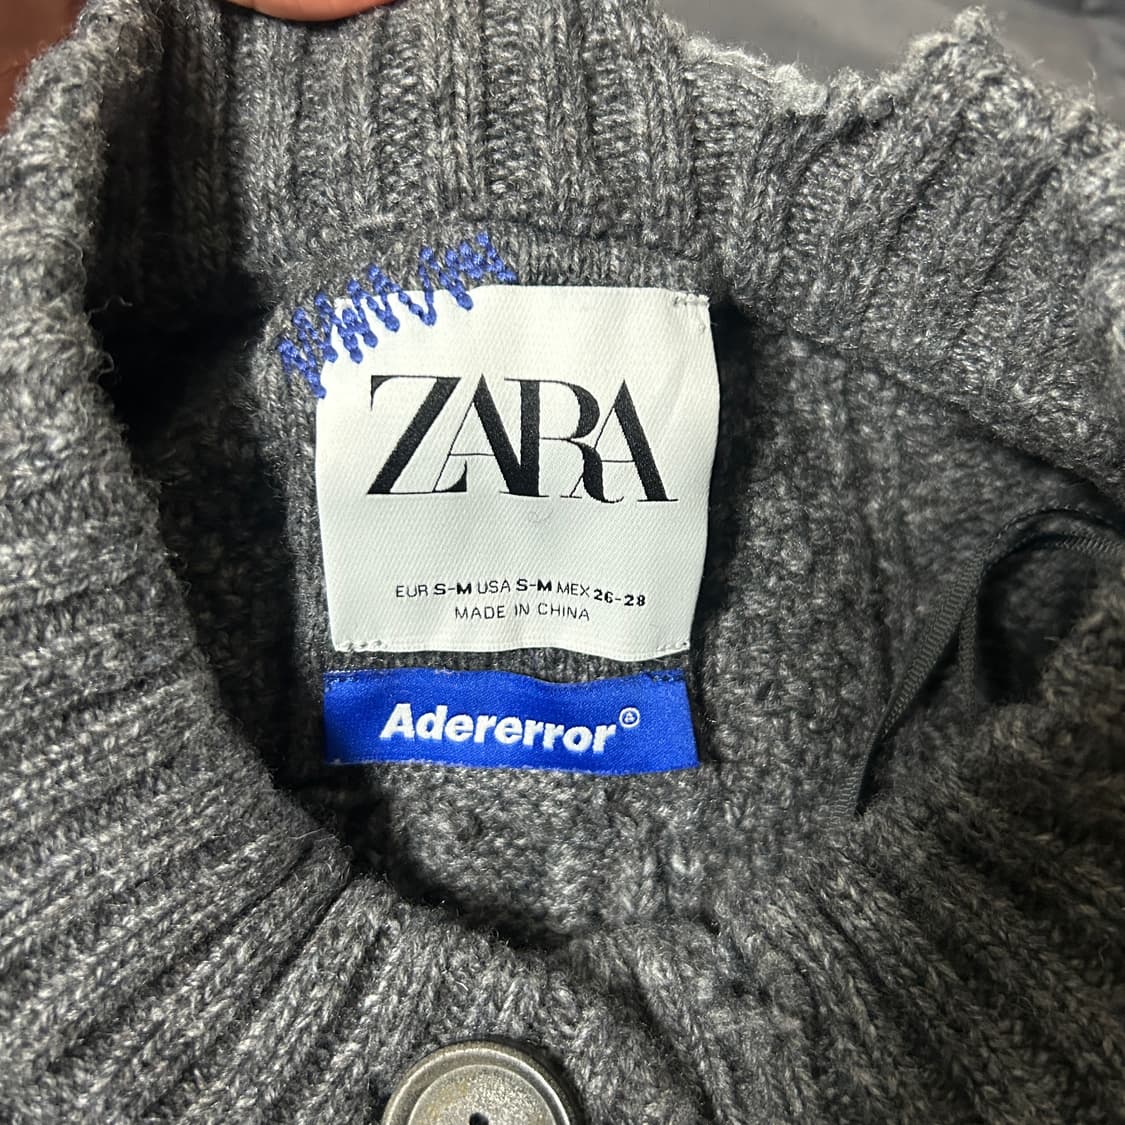 ZARA
EUR S-M USA S-M MEX 26-28
MADE IN CHINA
Adererror®